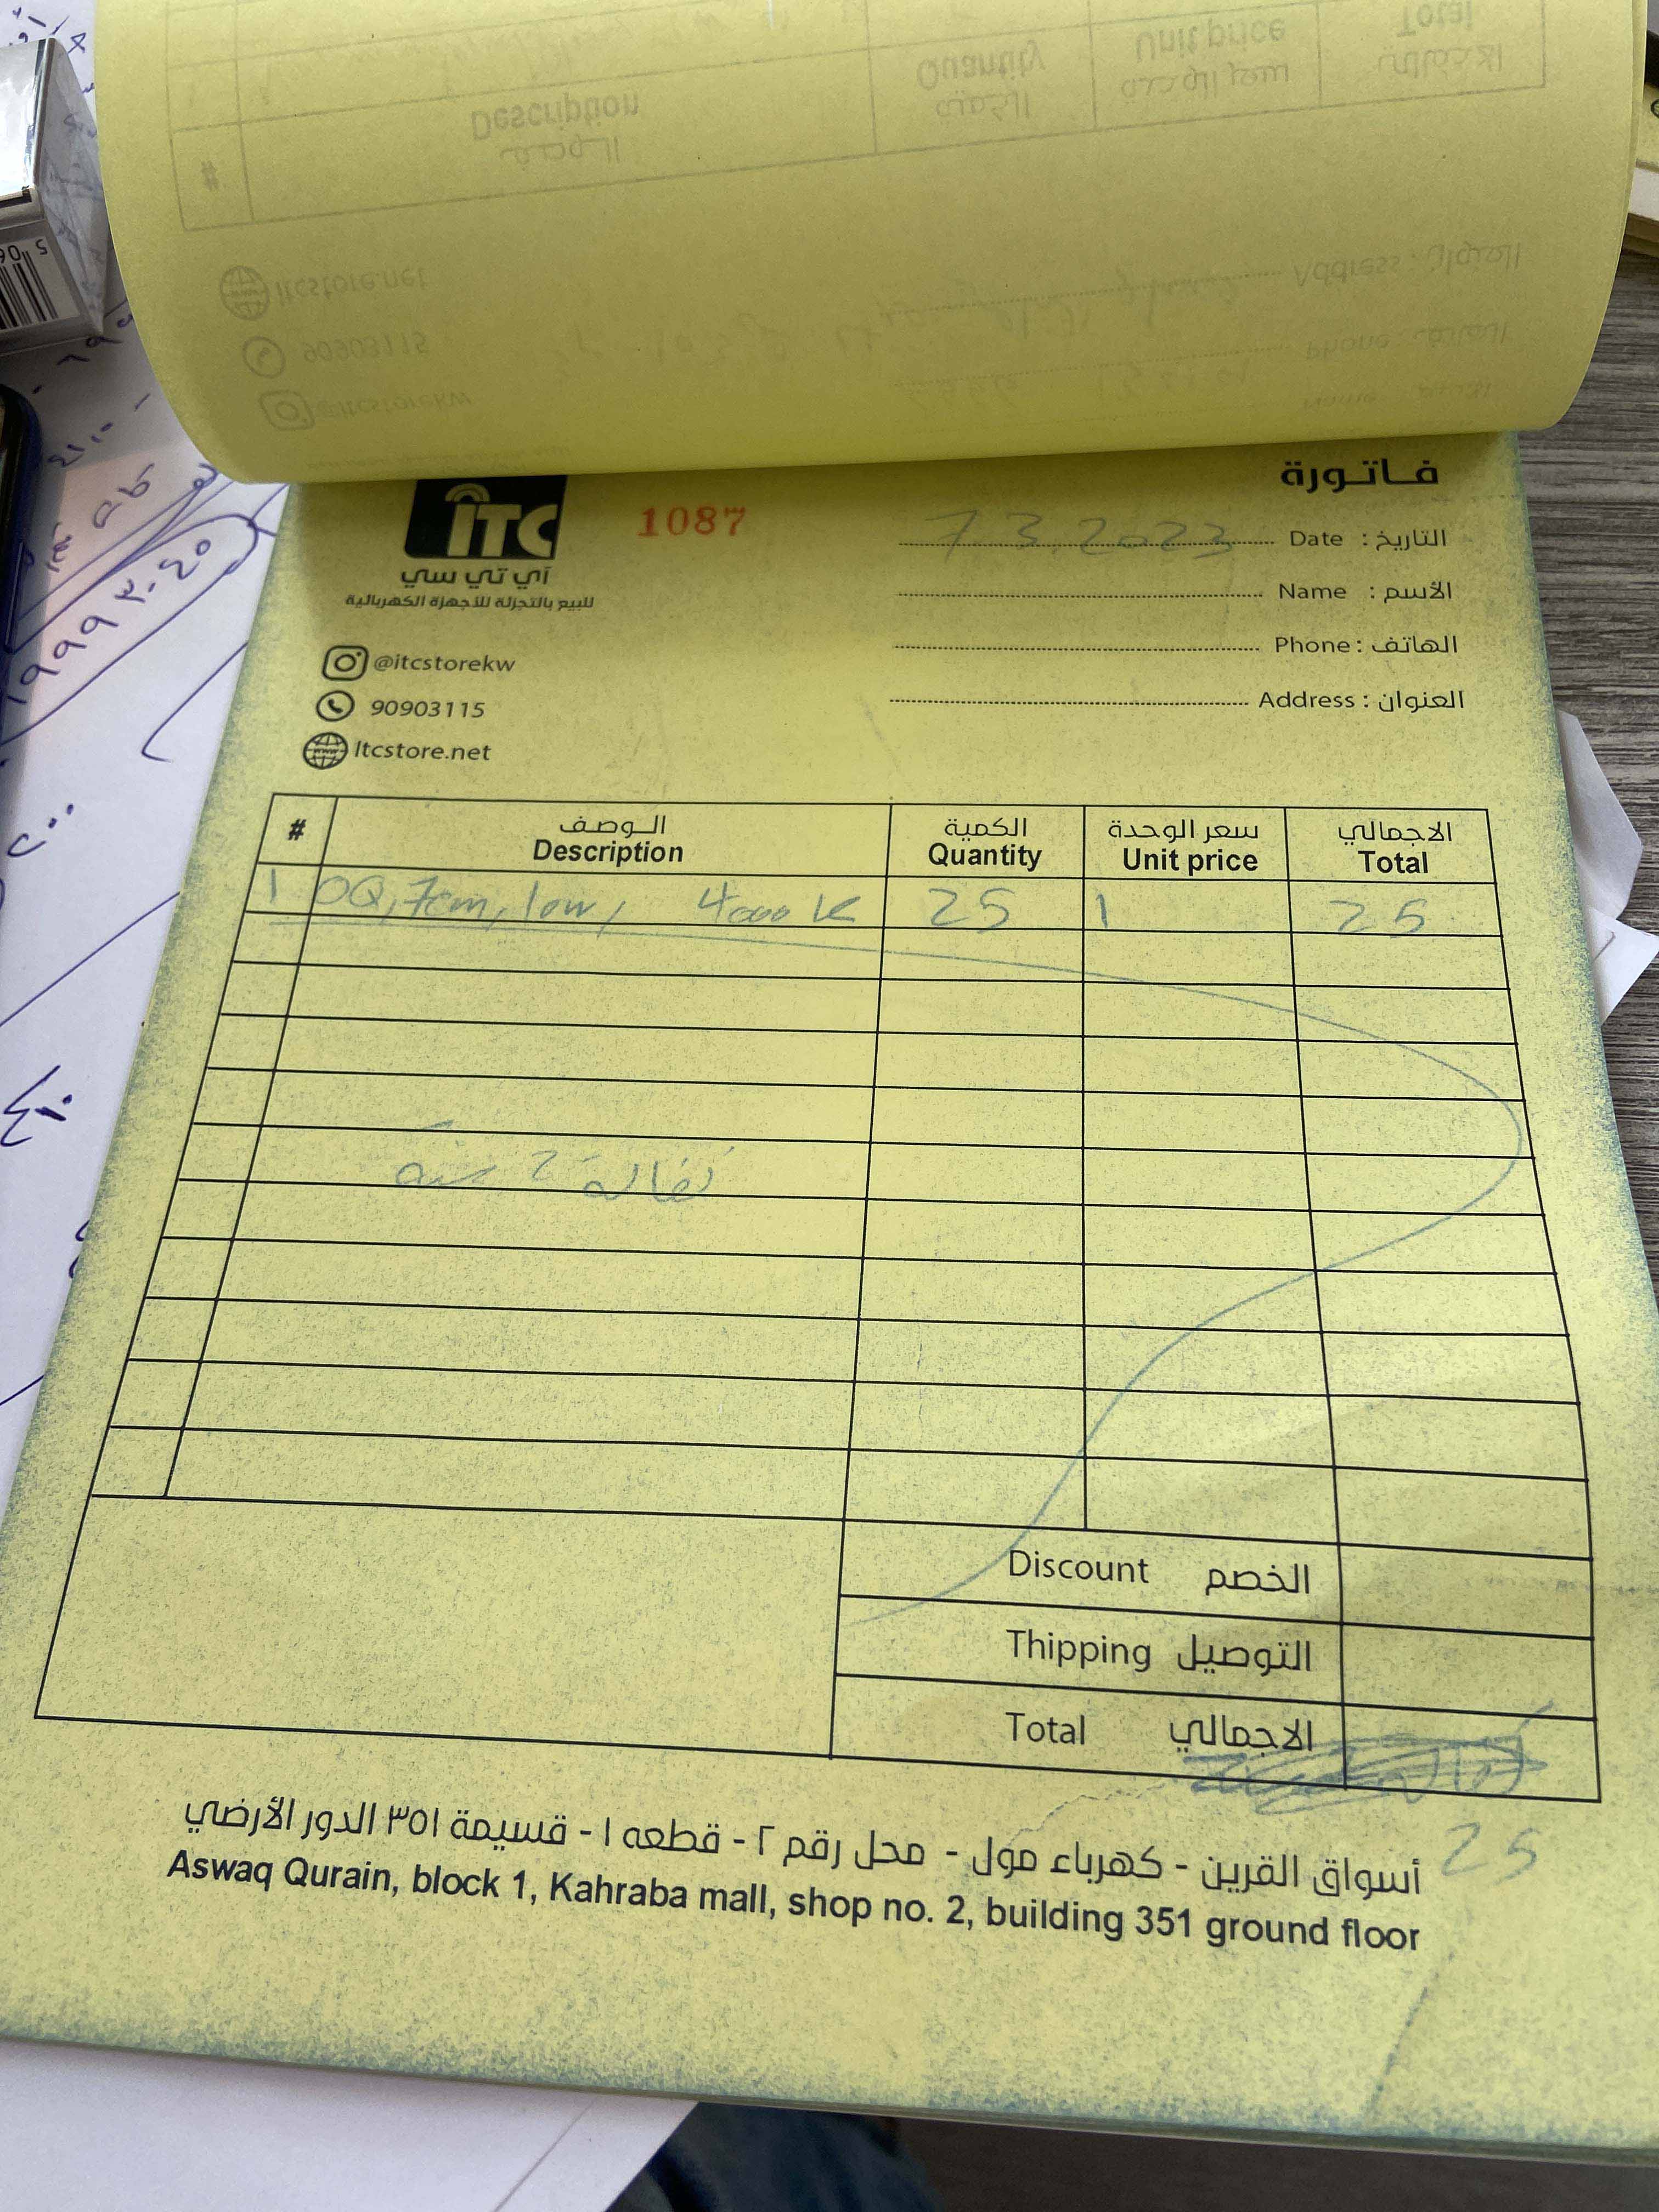 فاتورة
ITC
آي تي سي
للبيع بالتجزئة للأجهزة الكهربائية
1087
التاريخ : Date 7.3.2023
الأسم : Name
الهاتف : Phone
العنوان : Address
@itcstorekw
90903115
Itcstore.net
# الوصف الكمية سعر الوحدة الاجمالي
Description Quantity Unit price Total
1 OQ, 7cm, 10w, 4000 K 25 1 25
كفالة 2 سنة
Discount الخصم
Thipping التوصيل
Total الاجمالي
25
أسواق القرين - كهرباء مول - محل رقم ٢ - قطعه ١ - قسيمة ٣٥١ الدور الأرضي
Aswaq Qurain, block 1, Kahraba mall, shop no. 2, building 351 ground floor